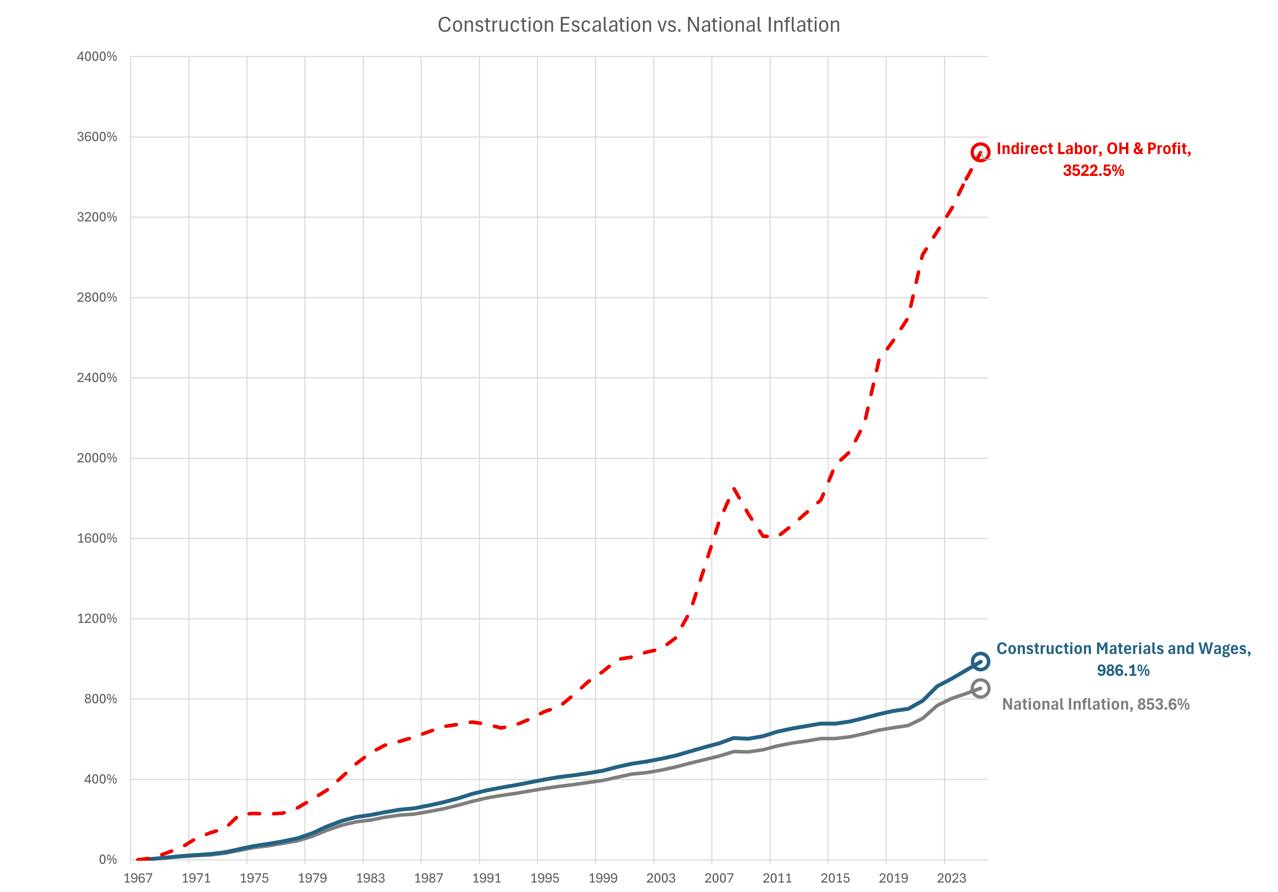 Construction Escalation vs. National Inflation
4000%
3600%
3200%
2800%
2400%
2000%
1600%
1200%
800%
400%
0%
Indirect Labor, OH & Profit,
3522.5%
Construction Materials and Wages,
986.1%
National Inflation, 853.6%
1967 1971 1975 1979 1983 1987 1991 1995 1999 2003 2007 2011 2015 2019 2023